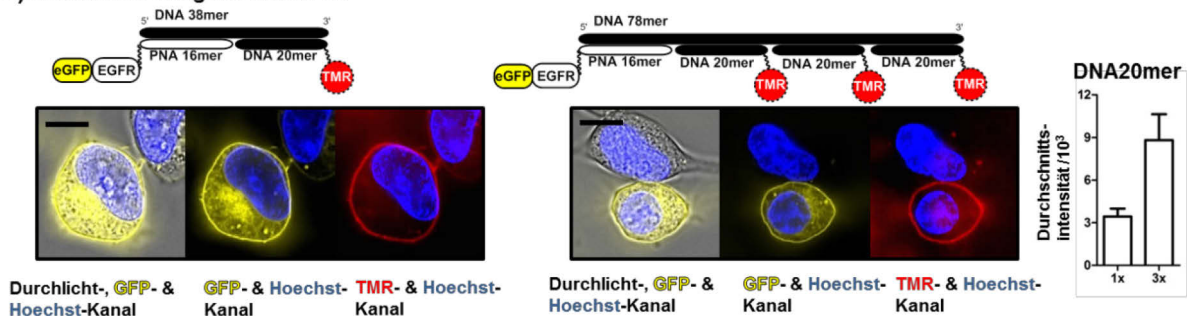 5' DNA 38mer 3'
PNA 16mer DNA 20mer
eGFP EGFR
TMR
5' DNA 78mer 3'
PNA 16mer DNA 20mer DNA 20mer DNA 20mer
eGFP EGFR
TMR TMR TMR
Durchlicht-, GFP- &
Hoechst-Kanal
GFP- & Hoechst-
Kanal
TMR- & Hoechst-
Kanal
Durchlicht-, GFP- &
Hoechst-Kanal
GFP- & Hoechst-
Kanal
TMR- & Hoechst-
Kanal
DNA20mer
Durchschnitts-
intensität /10³
12
9
6
3
0
1x 3x